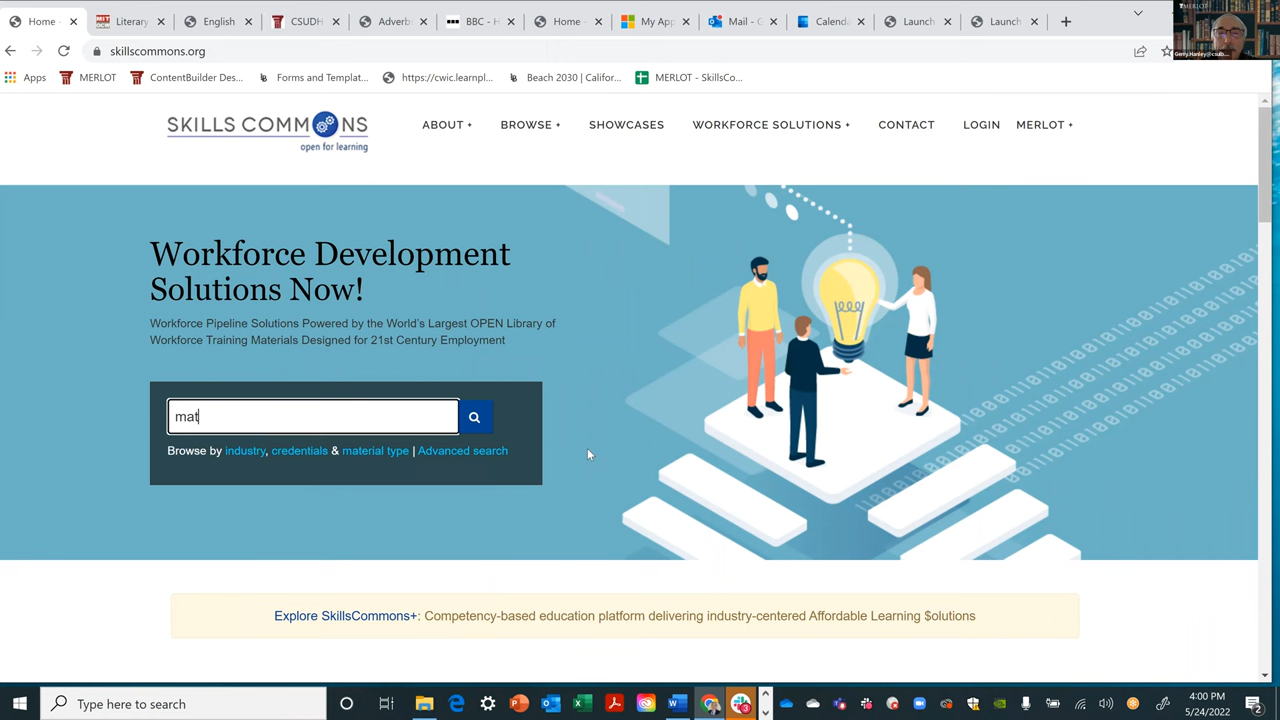 Home -
Literary
English
CSUDH
Adverb
BBC - H
Home -
My App
Mail - G
Calenda
Launch
Launch
skillscommons.org
MERLOT
Apps
MERLOT
ContentBuilder Des...
Forms and Templat...
https://cwic.learnpl...
Beach 2030 | Califor...
MERLOT - SkillsCo...
SKILLS COMMONS
open for learning
ABOUT +
BROWSE +
SHOWCASES
WORKFORCE SOLUTIONS +
CONTACT
LOGIN
MERLOT +
Workforce Development
Solutions Now!
Workforce Pipeline Solutions Powered by the World's Largest OPEN Library of
Workforce Training Materials Designed for 21st Century Employment
mat
Browse by industry, credentials & material type | Advanced search
Explore SkillsCommons+: Competency-based education platform delivering industry-centered Affordable Learning $olutions
Type here to search
4:00 PM
5/24/2022